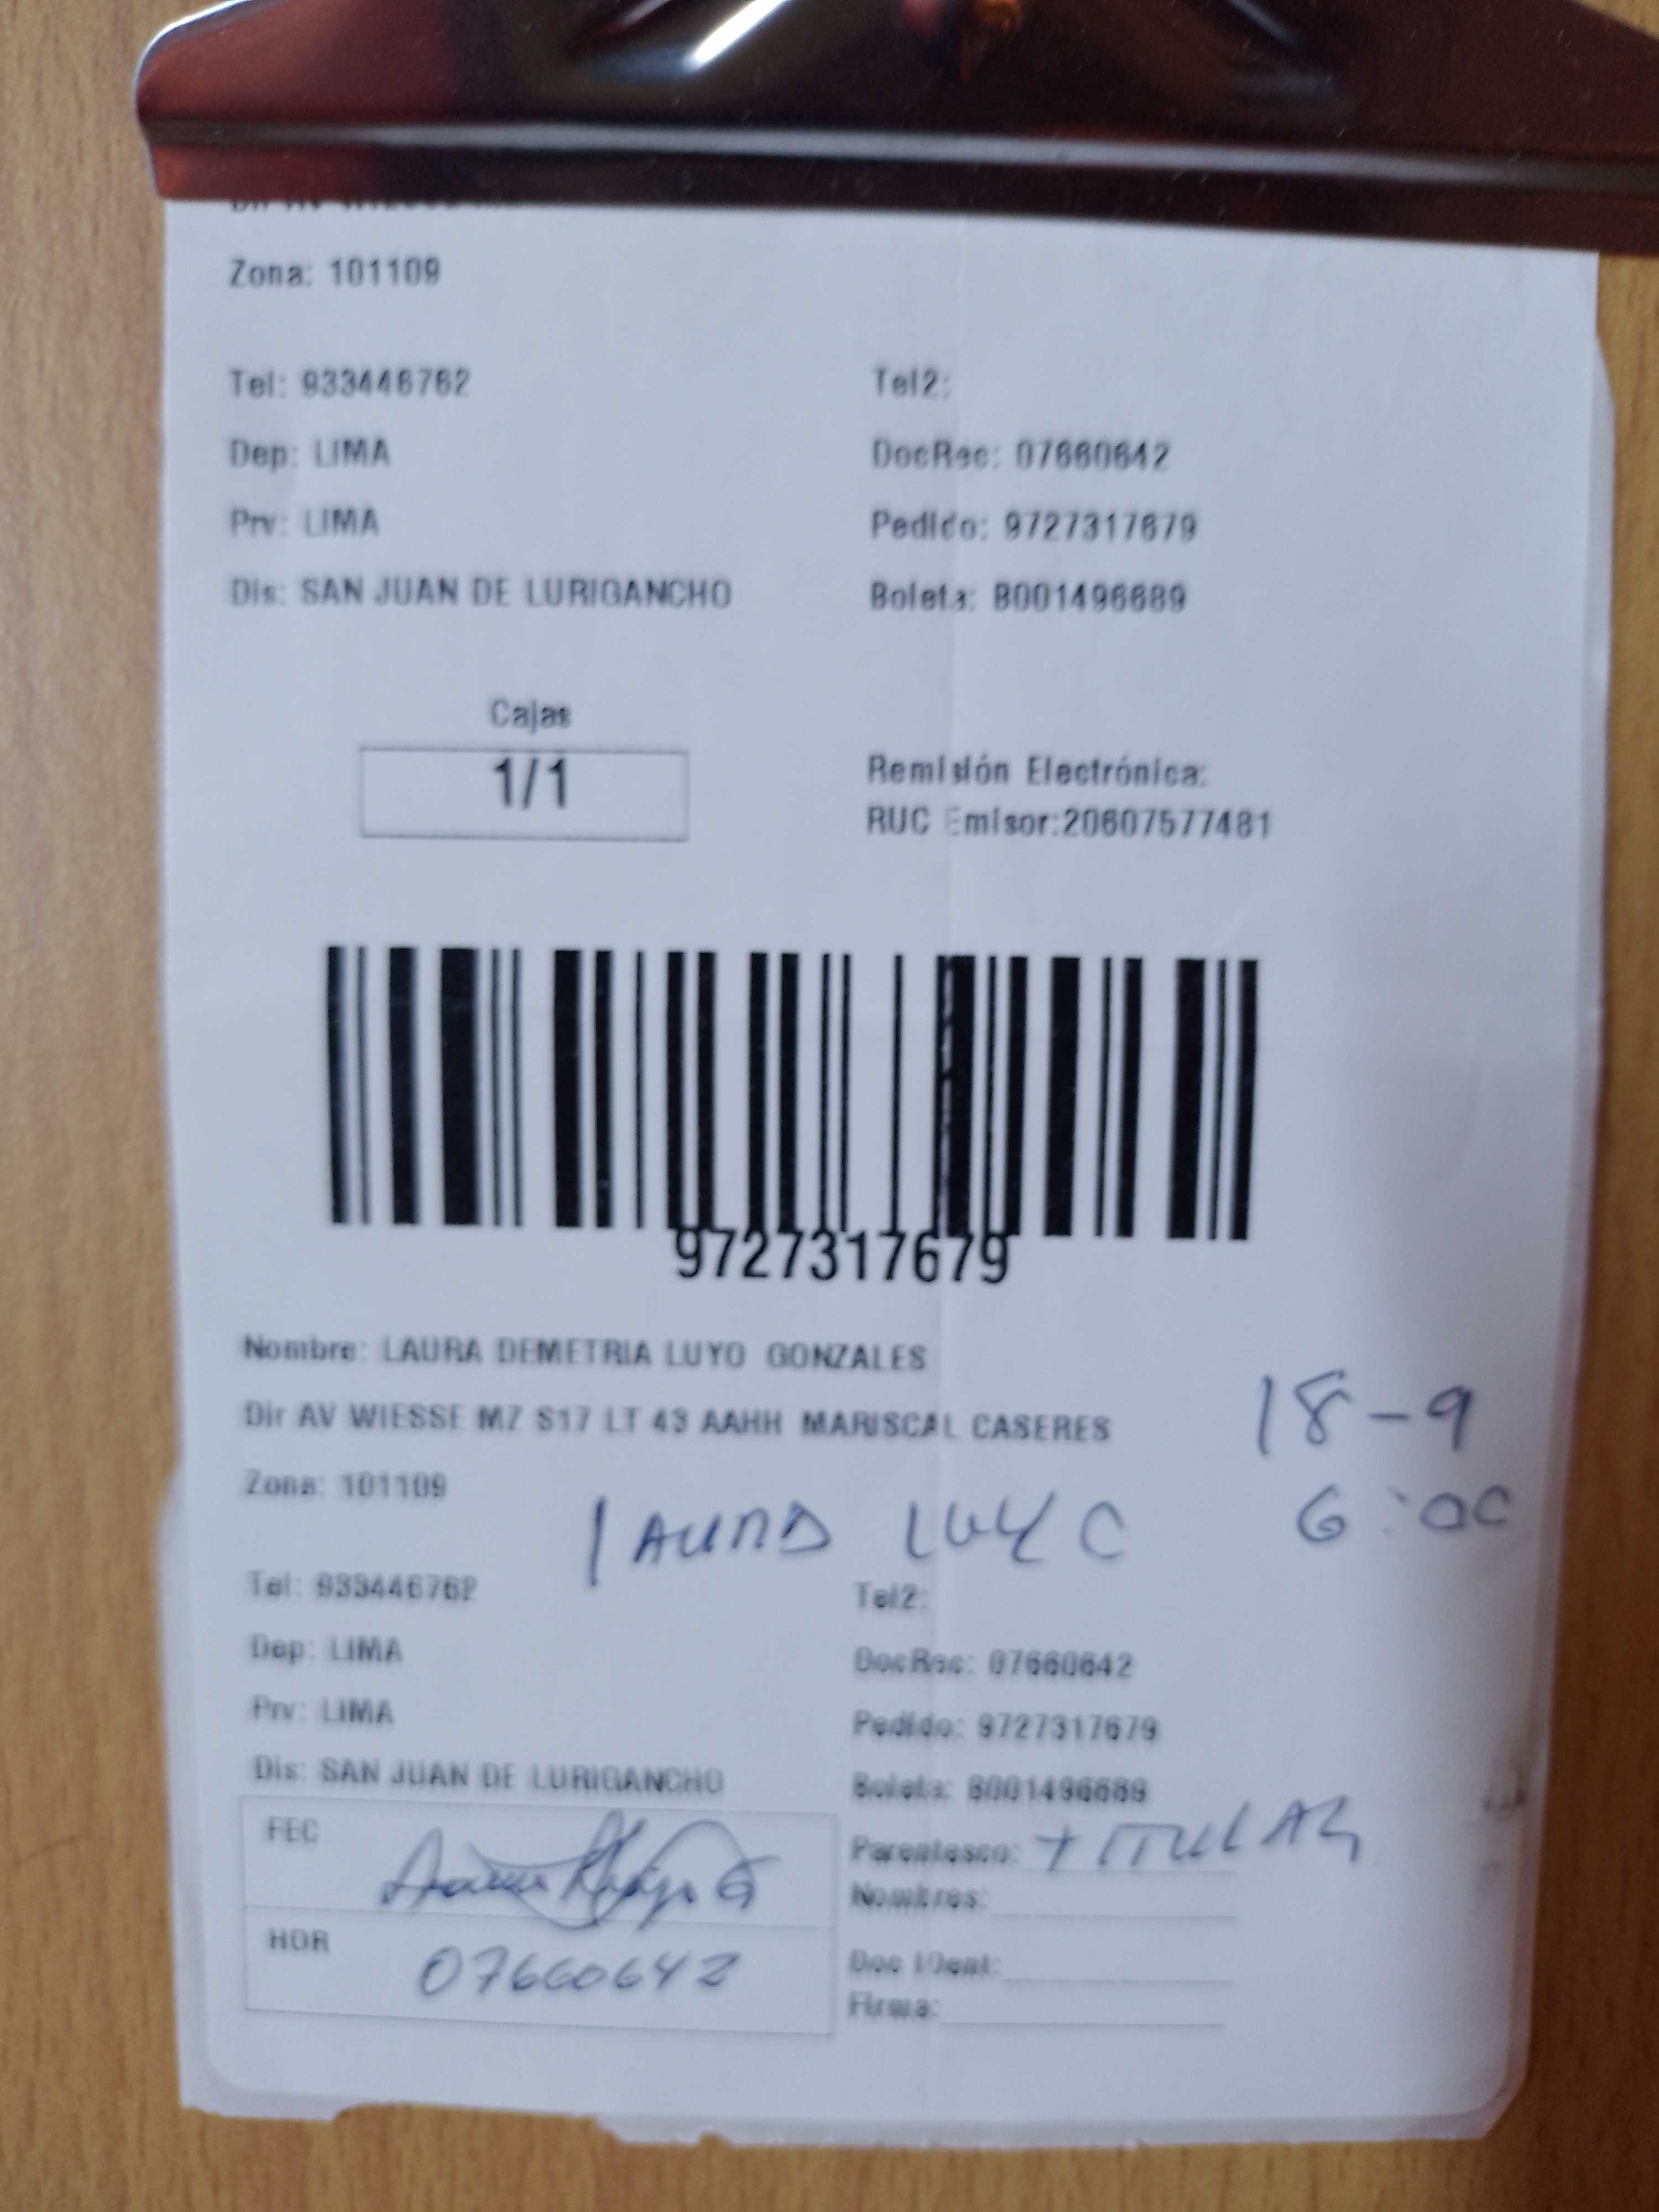 Zona: 101109
Tel: 933446762 Tel2:
Dep: LIMA DocRec: 07660642
Prv: LIMA Pedido: 9727317679
Dis: SAN JUAN DE LURIGANCHO Boleta: B001496689
Cajas
1/1
Remisión Electrónica:
RUC Emisor:20607577481
9727317679
Nombre: LAURA DEMETRIA LUYO GONZALES
Dir AV WIESSE MZ S17 LT 43 AAHH MARISCAL CASERES
18-9
Zona: 101109
LAURA LUYO
6:00
Tel: 933446762 Tel2:
Dep: LIMA DocRec: 07660642
Prv: LIMA Pedido: 9727317679
Dis: SAN JUAN DE LURIGANCHO Boleta: B001496689
FEC
Parentesco: TITULAR
Nombres:
HOR 07660642
Doc IDent:
Firma: